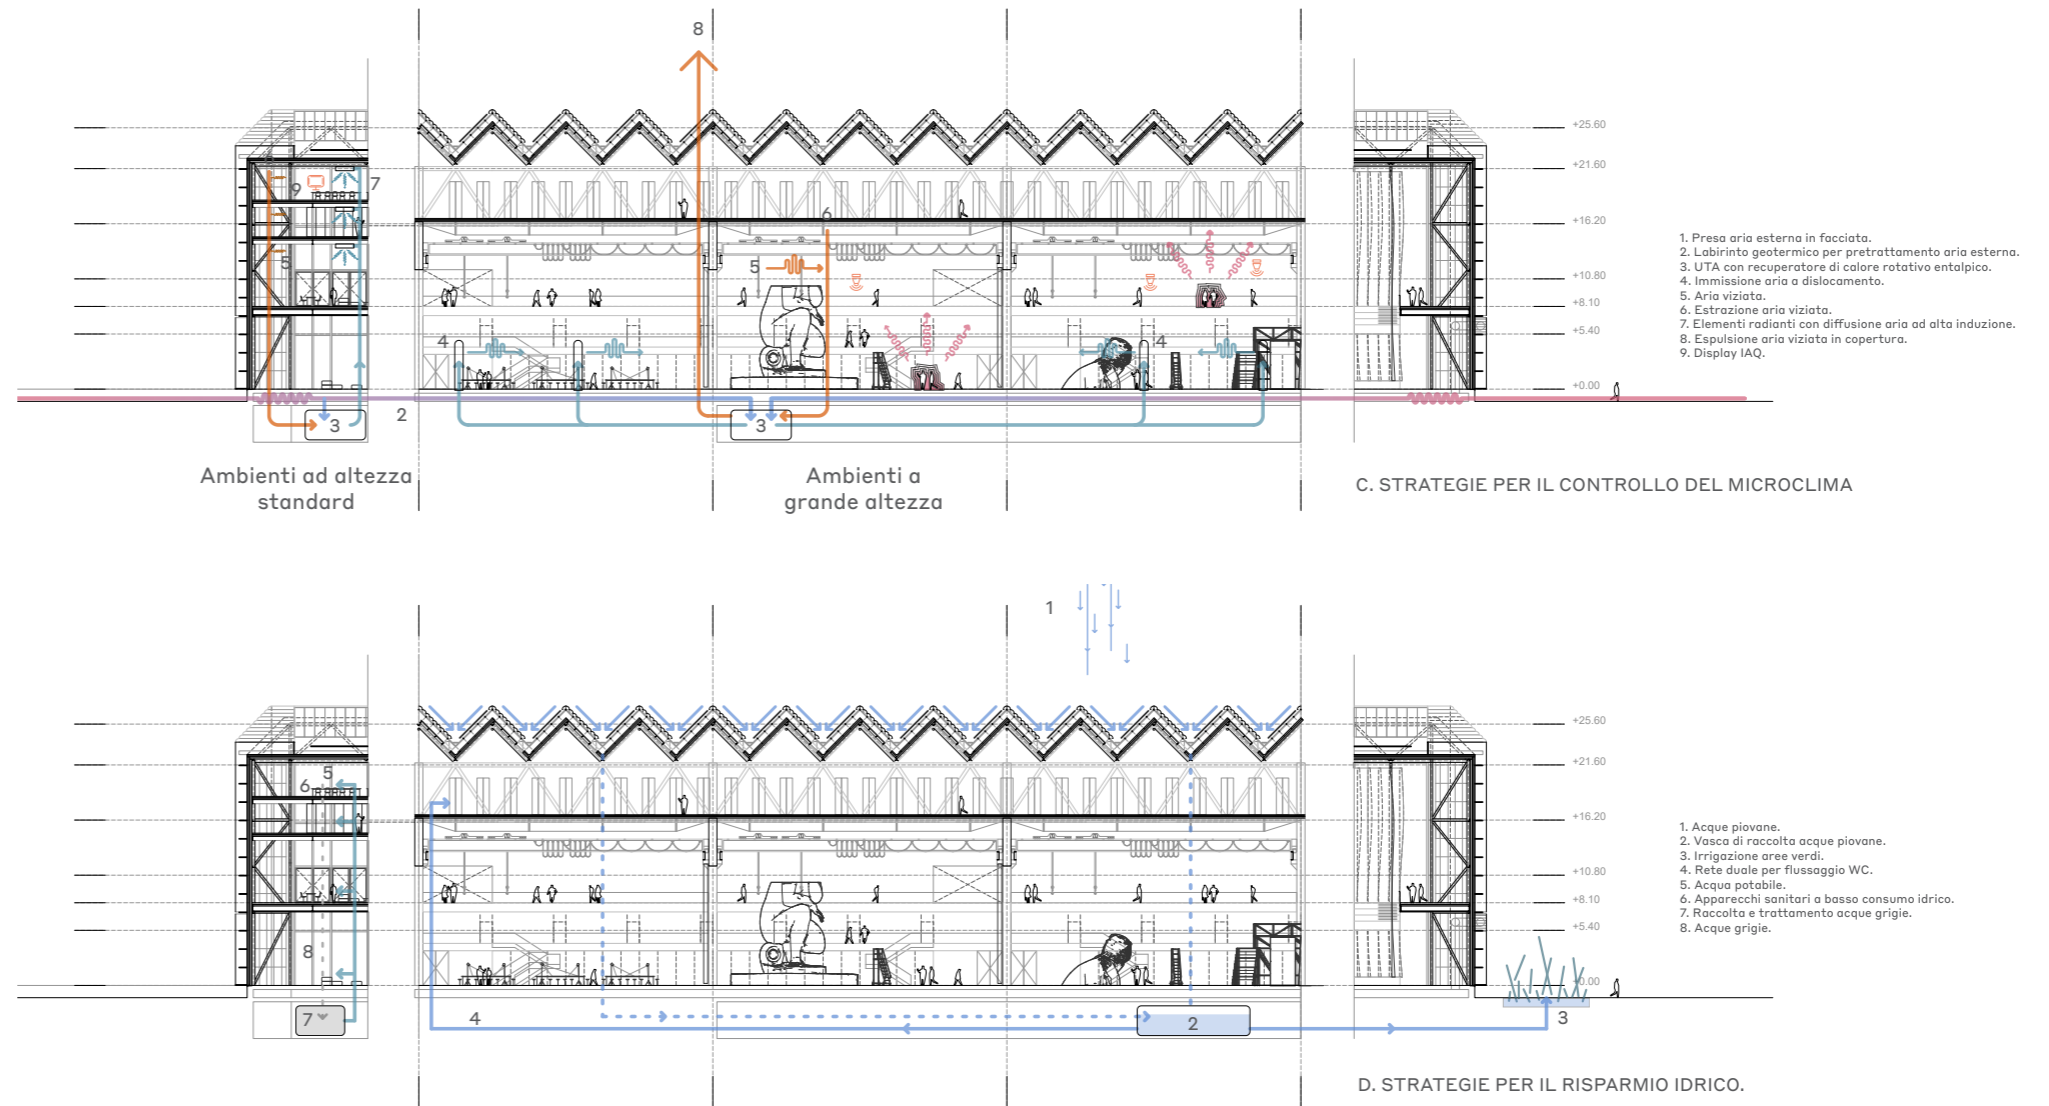 8
+25.60
9
7
+21.60
6
+16.20
5
5
+10.80
+8.10
4
4
+5.40
+0.00
2
3
3
1. Presa aria esterna in facciata.
2. Labirinto geotermico per pretrattamento aria esterna.
3. UTA con recuperatore di calore rotativo entalpico.
4. Immissione aria a dislocamento.
5. Aria viziata.
6. Estrazione aria viziata.
7. Elementi radianti con diffusione aria ad alta induzione.
8. Espulsione aria viziata in copertura.
9. Display IAQ.
Ambienti ad altezza
standard
Ambienti a
grande altezza
C. STRATEGIE PER IL CONTROLLO DEL MICROCLIMA
1
+25.60
+21.60
5
6
+16.20
+10.80
+8.10
+5.40
8
+0.00
7
4
2
3
1. Acque piovane.
2. Vasca di raccolta acque piovane.
3. Irrigazione aree verdi.
4. Rete duale per flussaggio WC.
5. Acqua potabile.
6. Apparecchi sanitari a basso consumo idrico.
7. Raccolta e trattamento acque grigie.
8. Acque grigie.
D. STRATEGIE PER IL RISPARMIO IDRICO.